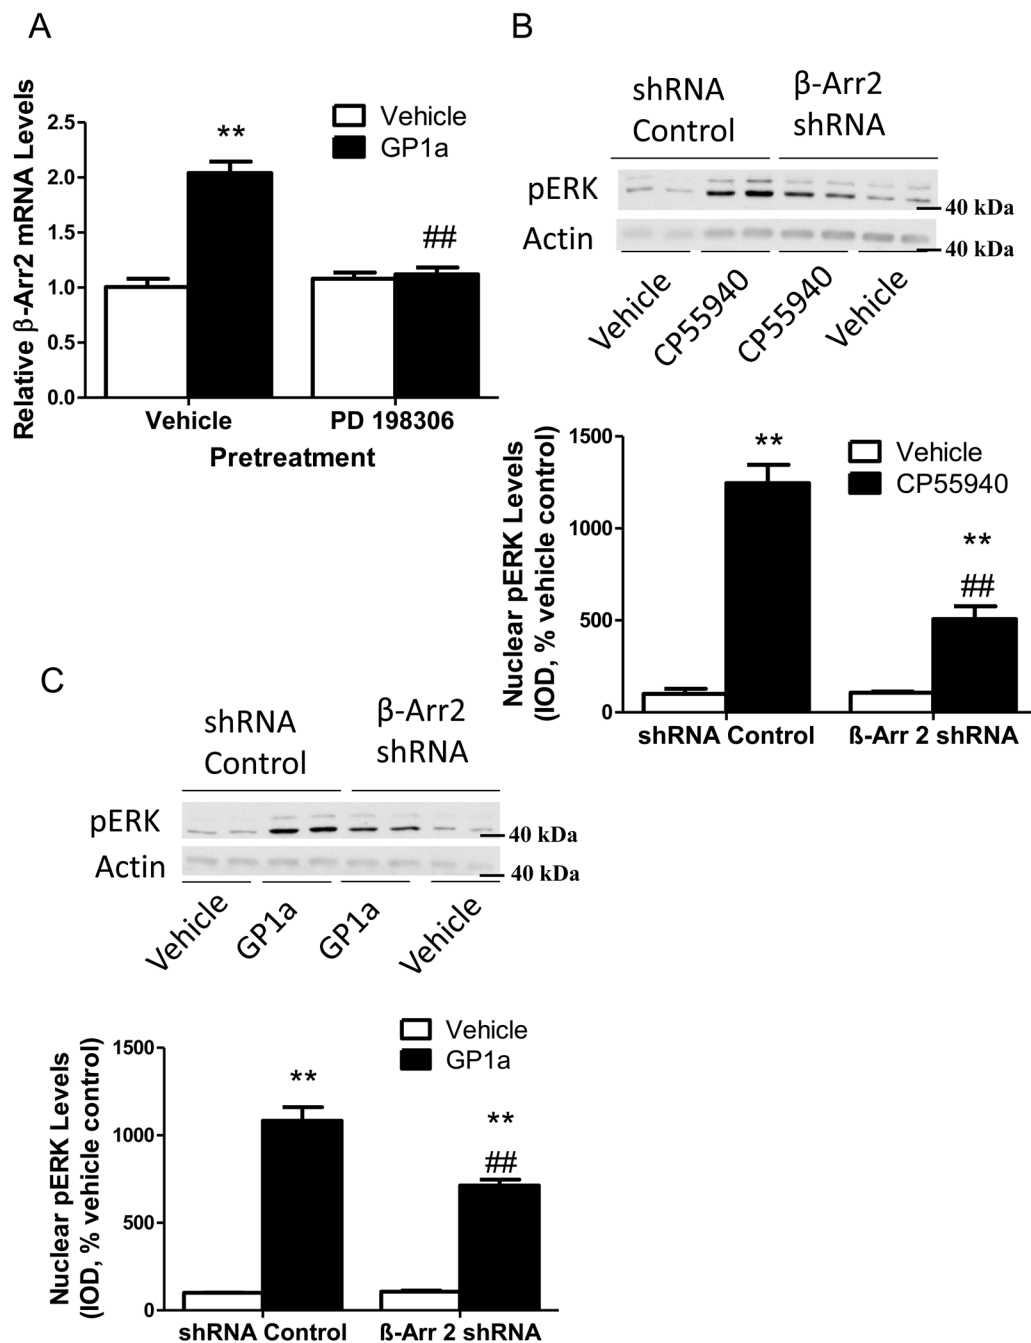 A
Relative β-Arr2 mRNA Levels
2.5
2.0
1.5
1.0
0.5
0.0
Vehicle
GP1a
**
##
Vehicle
PD 198306
Pretreatment
B
shRNA
Control
β-Arr2
shRNA
pERK
40 kDa
Actin
40 kDa
Vehicle
CP55940
CP55940
Vehicle
Nuclear pERK Levels
(IOD, % vehicle control)
1500
1000
500
0
Vehicle
CP55940
**
**
##
shRNA Control
ß-Arr 2 shRNA
C
shRNA
Control
β-Arr2
shRNA
pERK
40 kDa
Actin
40 kDa
Vehicle
GP1a
GP1a
Vehicle
Nuclear pERK Levels
(IOD, % vehicle control)
1500
1000
500
0
Vehicle
GP1a
**
**
##
shRNA Control
ß-Arr 2 shRNA